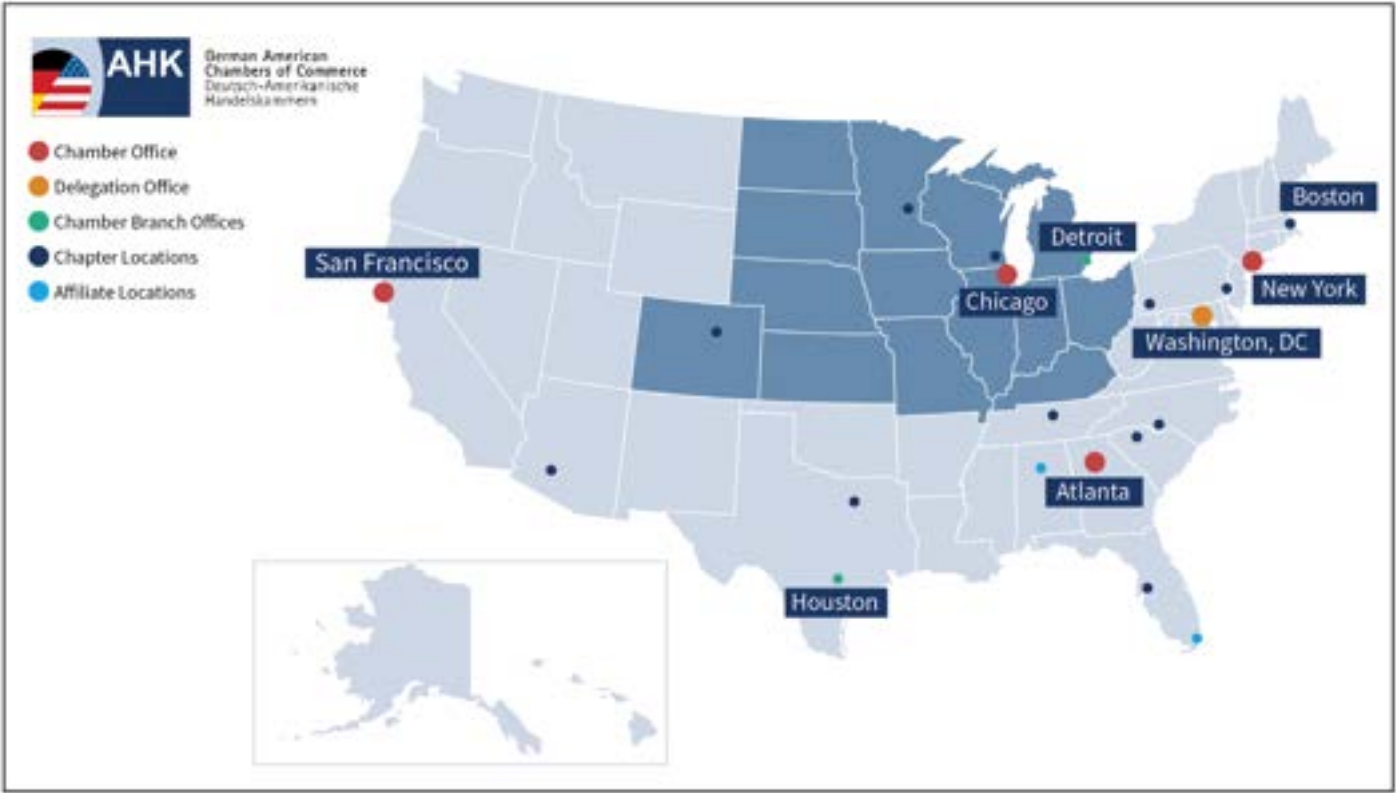 AHK
German American
Chambers of Commerce
Deutsch-Amerikanische
Handelskammern
Chamber Office
Delegation Office
Chamber Branch Offices
Chapter Locations
Affiliate Locations
Boston
Detroit
San Francisco
New York
Chicago
Washington, DC
Atlanta
Houston